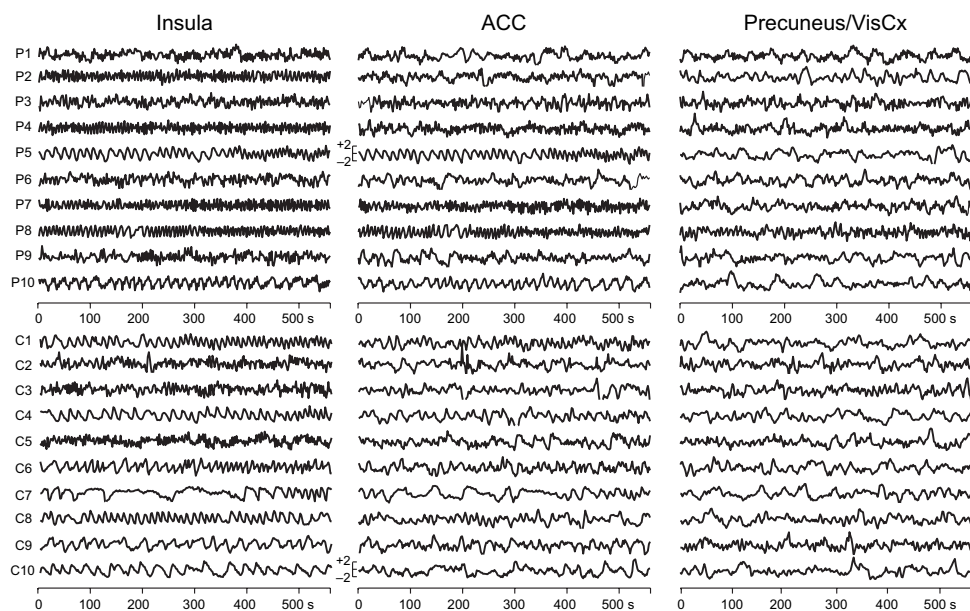 Insula ACC Precuneus/VisCx
P1
P2
P3
P4
+2
P5
−2
P6
P7
P8
P9
P10
0 100 200 300 400 500 s 0 100 200 300 400 500 s 0 100 200 300 400 500 s
C1
C2
C3
C4
C5
C6
C7
C8
C9
+2
C10
−2
0 100 200 300 400 500 s 0 100 200 300 400 500 s 0 100 200 300 400 500 s